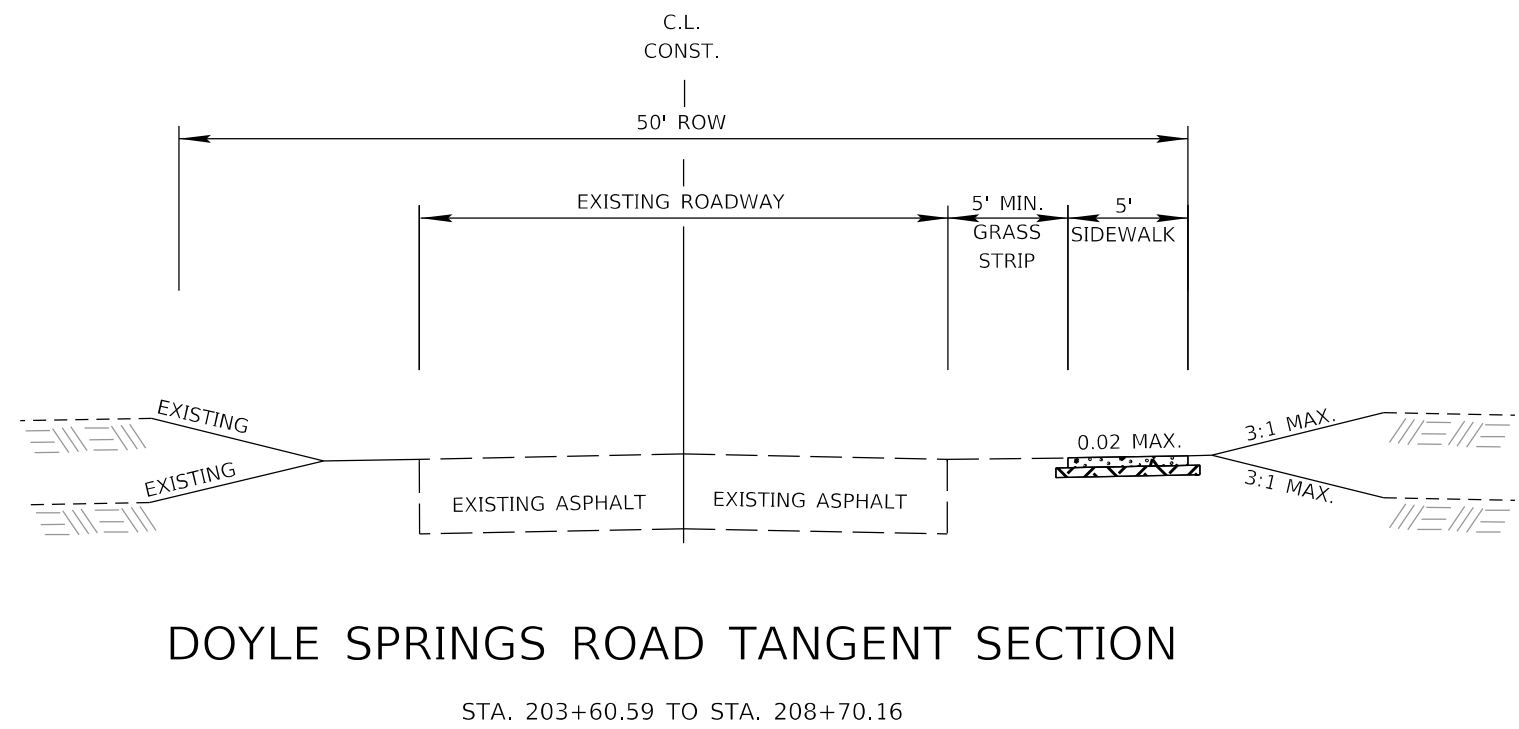 C.L.
CONST.
50' ROW
EXISTING ROADWAY
5' MIN.
GRASS
STRIP
5'
SIDEWALK
EXISTING
EXISTING
EXISTING ASPHALT
EXISTING ASPHALT
0.02 MAX.
3:1 MAX.
3:1 MAX.
DOYLE SPRINGS ROAD TANGENT SECTION
STA. 203+60.59 TO STA. 208+70.16